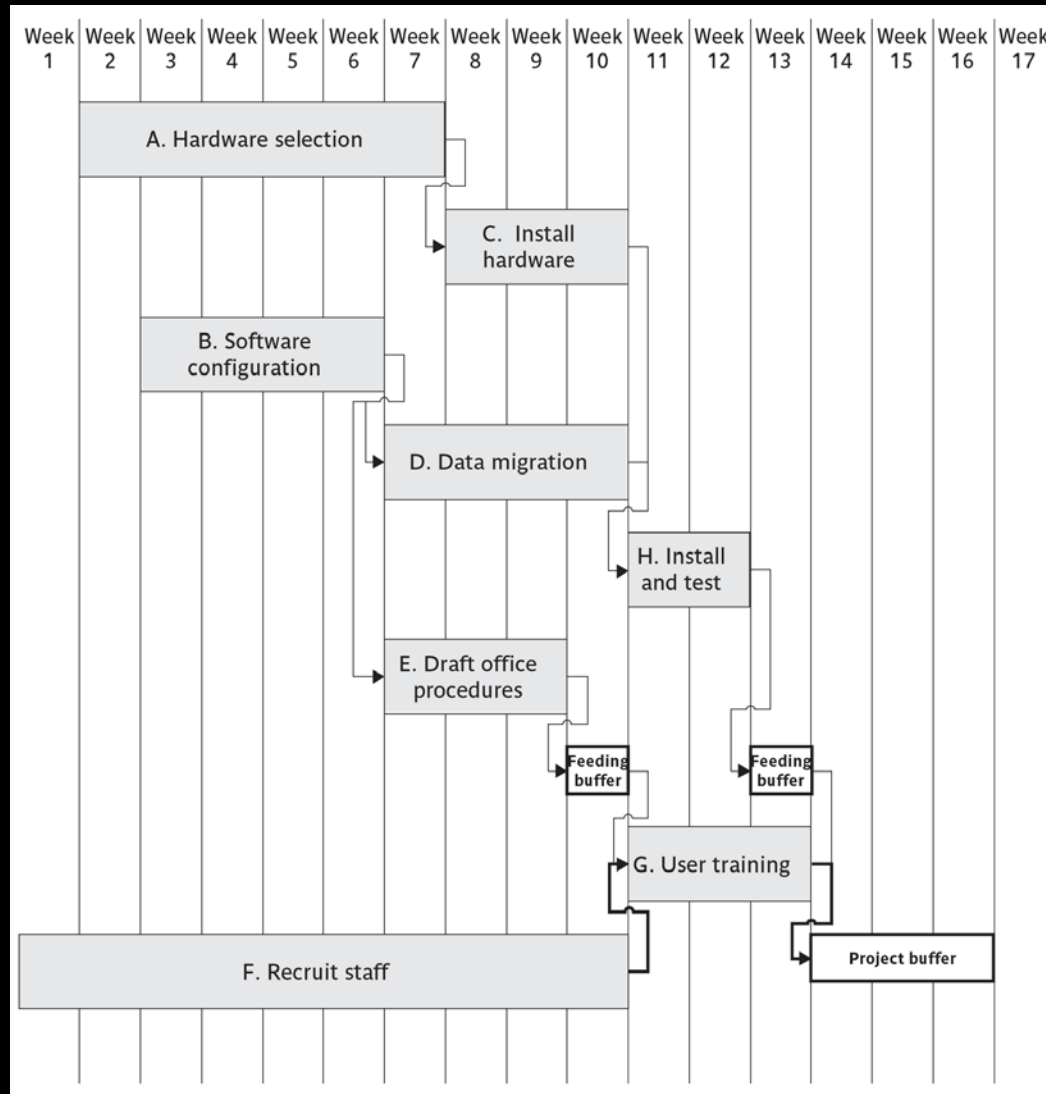 Week Week Week Week Week Week Week Week Week Week Week Week Week Week Week Week Week
1 2 3 4 5 6 7 8 9 10 11 12 13 14 15 16 17
A. Hardware selection
C. Install
hardware
B. Software
configuration
D. Data migration
H. Install
and test
E. Draft office
procedures
Feeding
buffer
Feeding
buffer
G. User training
Project buffer
F. Recruit staff